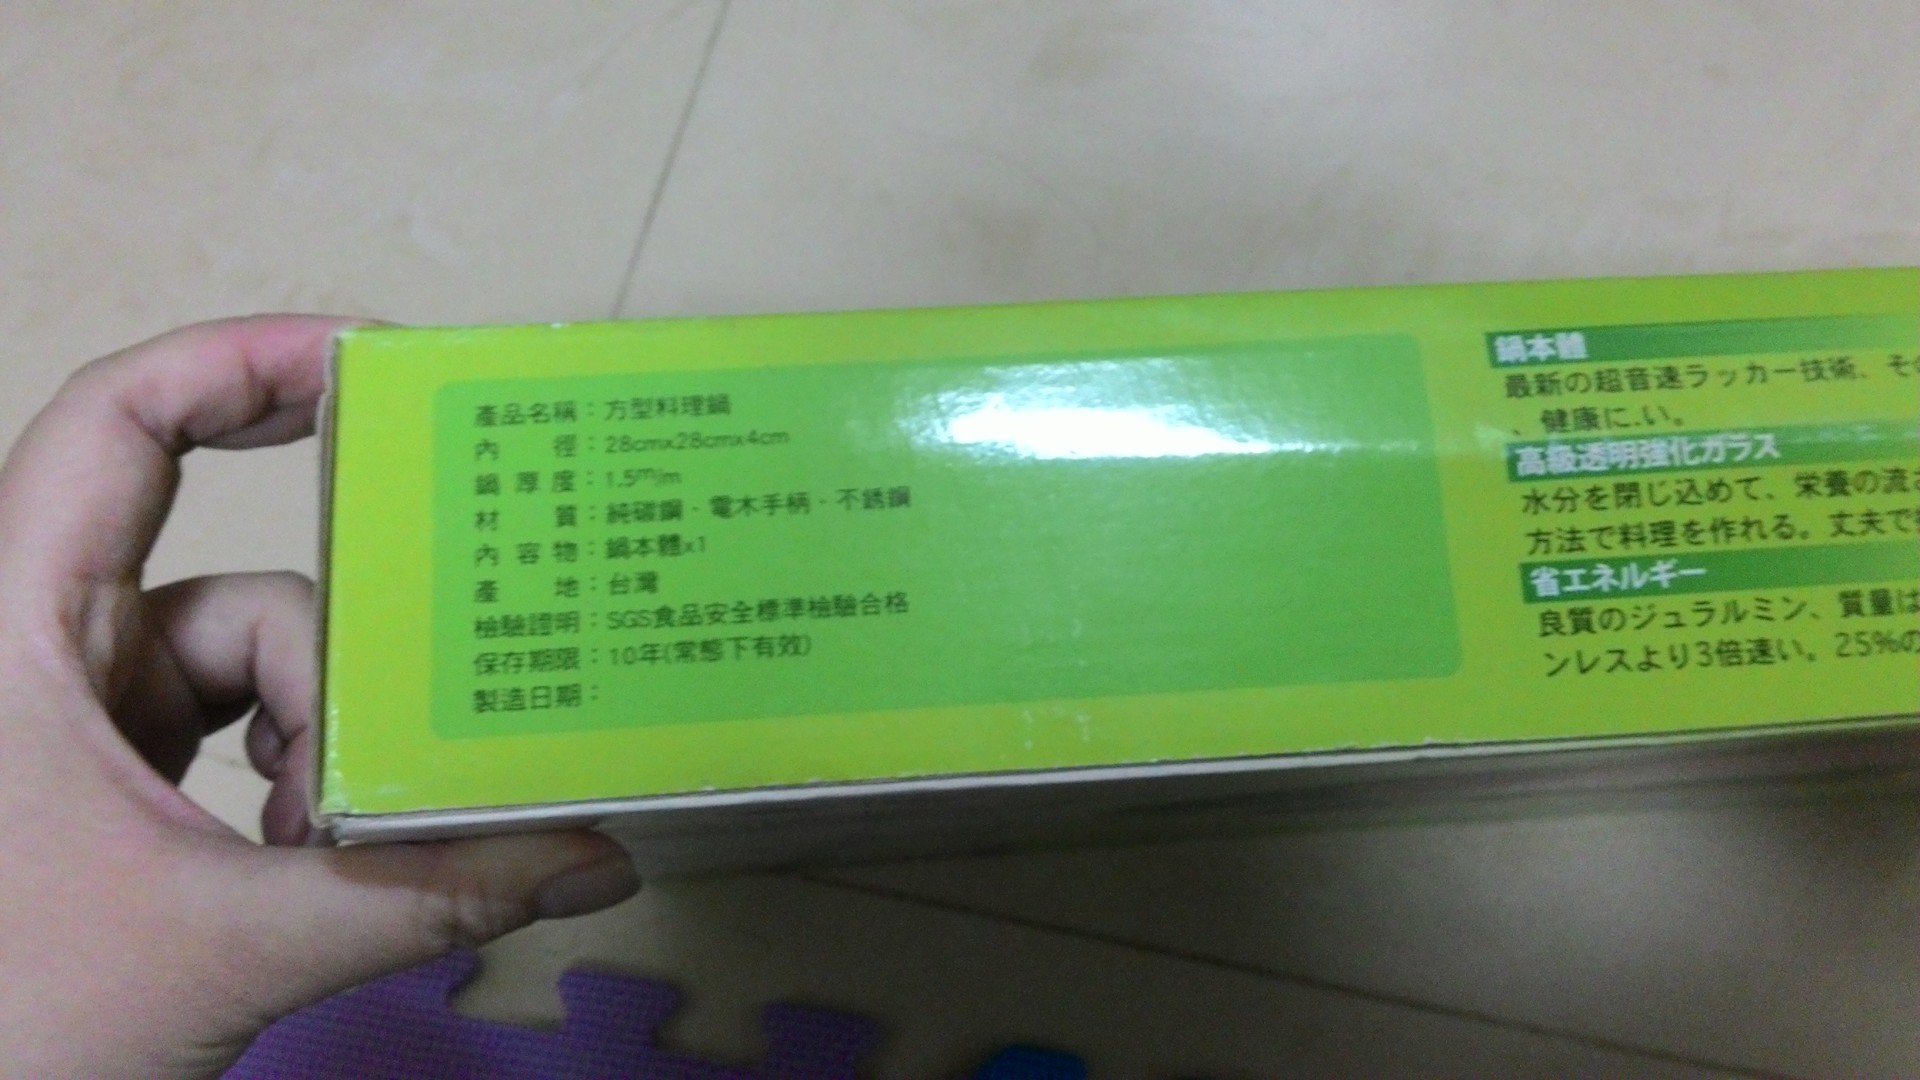 產品名稱：方型料理鍋
內　　徑：28cmx28cmx4cm
鍋 厚 度：1.5m/m
材　　質：純碳鋼 - 電木手柄 - 不銹鋼
內 容 物：鍋本體x1
產　　地：台灣
檢驗證明：SGS食品安全標準檢驗合格
保存期限：10年(常態下有效)
製造日期：
鍋本體
最新の超音速ラッカー技術、その
、健康に.い。
高級透明強化ガラス
水分を閉じ込めて、栄養の流
方法で料理を作れる。丈夫で
省エネルギー
良質のジュラルミン、質量は
ンレスより3倍速い。25%の